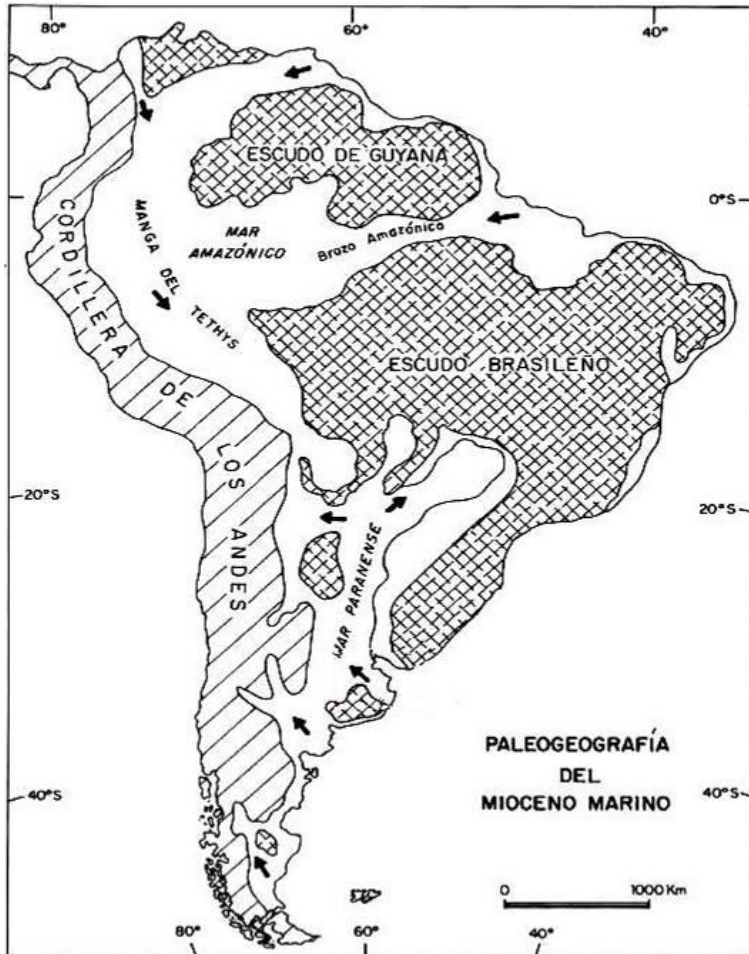 80°
60°
40°
ESCUDO DE GUYANA
0°S
CORDILLERA DE LOS ANDES
MANGA DEL TETHYS
MAR
AMAZÓNICO
Brazo Amazónico
ESCUDO BRASILEÑO
20°S
20°S
MAR PARANENSE
PALEOGEOGRAFÍA
DEL
MIOCENO MARINO
40°S
40°S
0
1000 Km
80°
60°
40°